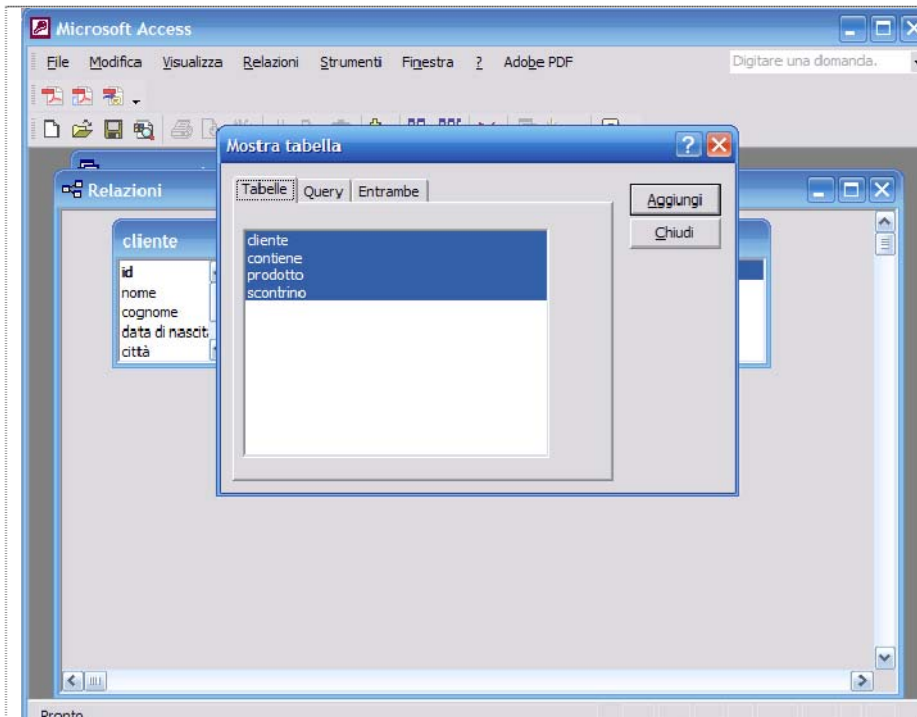 Microsoft Access
File Modifica Visualizza Relazioni Strumenti Finestra ? Adobe PDF Digitare una domanda.
Mostra tabella
Relazioni
Tabelle Query Entrambe
Aggiungi
Chiudi
cliente
id
nome
cognome
data di nascit
città
cliente
contiene
prodotto
scontrino
Pronto